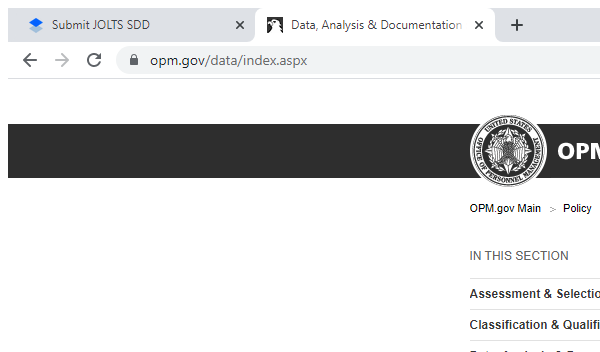 Submit JOLTS SDD
Data, Analysis & Documentation
opm.gov/data/index.aspx
UNITED STATES
OFFICE OF PERSONNEL MANAGEMENT
OPM
OPM.gov Main > Policy
IN THIS SECTION
Assessment & Selectio
Classification & Qualifi